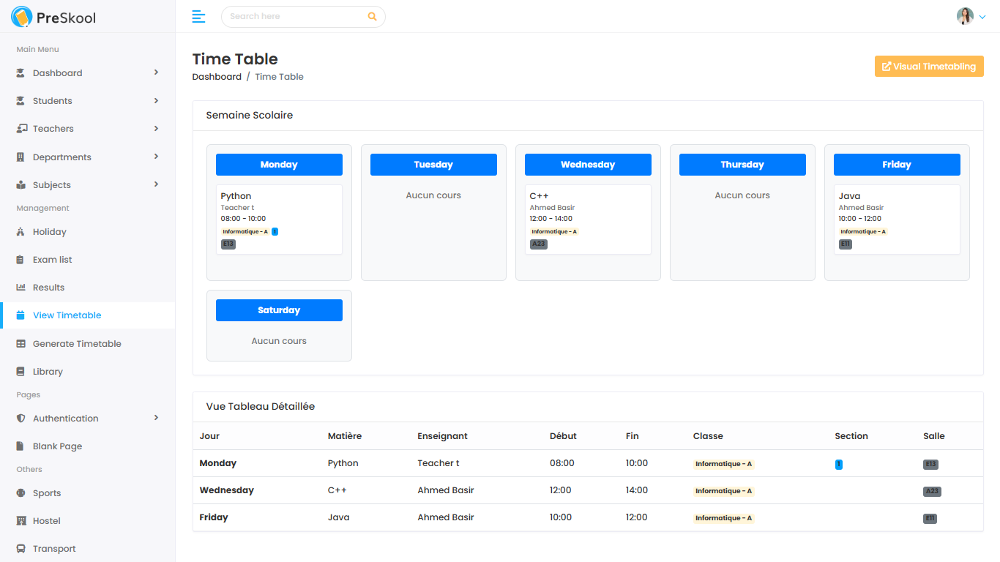 PreSkool
Search here
Main Menu
Dashboard
Students
Teachers
Departments
Subjects
Management
Holiday
Exam list
Results
View Timetable
Generate Timetable
Library
Pages
Authentication
Blank Page
Others
Sports
Hostel
Transport
Time Table
Dashboard / Time Table
Visual Timetabling
Semaine Scolaire
Monday
Python
Teacher t
08:00 - 10:00
Informatique - A 1
E13
Tuesday
Aucun cours
Wednesday
C++
Ahmed Basir
12:00 - 14:00
Informatique - A
A23
Thursday
Aucun cours
Friday
Java
Ahmed Basir
10:00 - 12:00
Informatique - A
E11
Saturday
Aucun cours
Vue Tableau Détaillée
Jour Matière Enseignant Début Fin Classe Section Salle
Monday Python Teacher t 08:00 10:00 Informatique - A 1 E13
Wednesday C++ Ahmed Basir 12:00 14:00 Informatique - A A23
Friday Java Ahmed Basir 10:00 12:00 Informatique - A E11